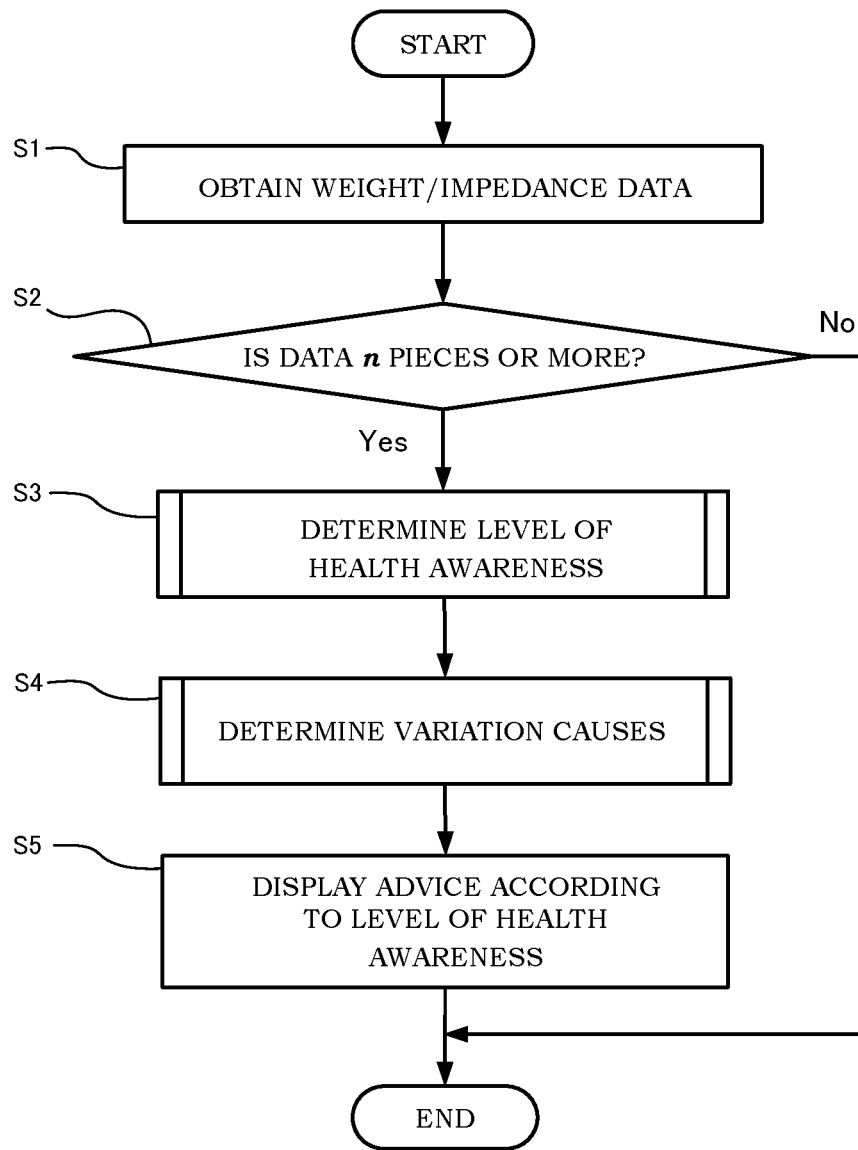 START
S1
OBTAIN WEIGHT/IMPEDANCE DATA
S2
IS DATA n PIECES OR MORE?
No
Yes
S3
DETERMINE LEVEL OF
HEALTH AWARENESS
S4
DETERMINE VARIATION CAUSES
S5
DISPLAY ADVICE ACCORDING
TO LEVEL OF HEALTH
AWARENESS
END